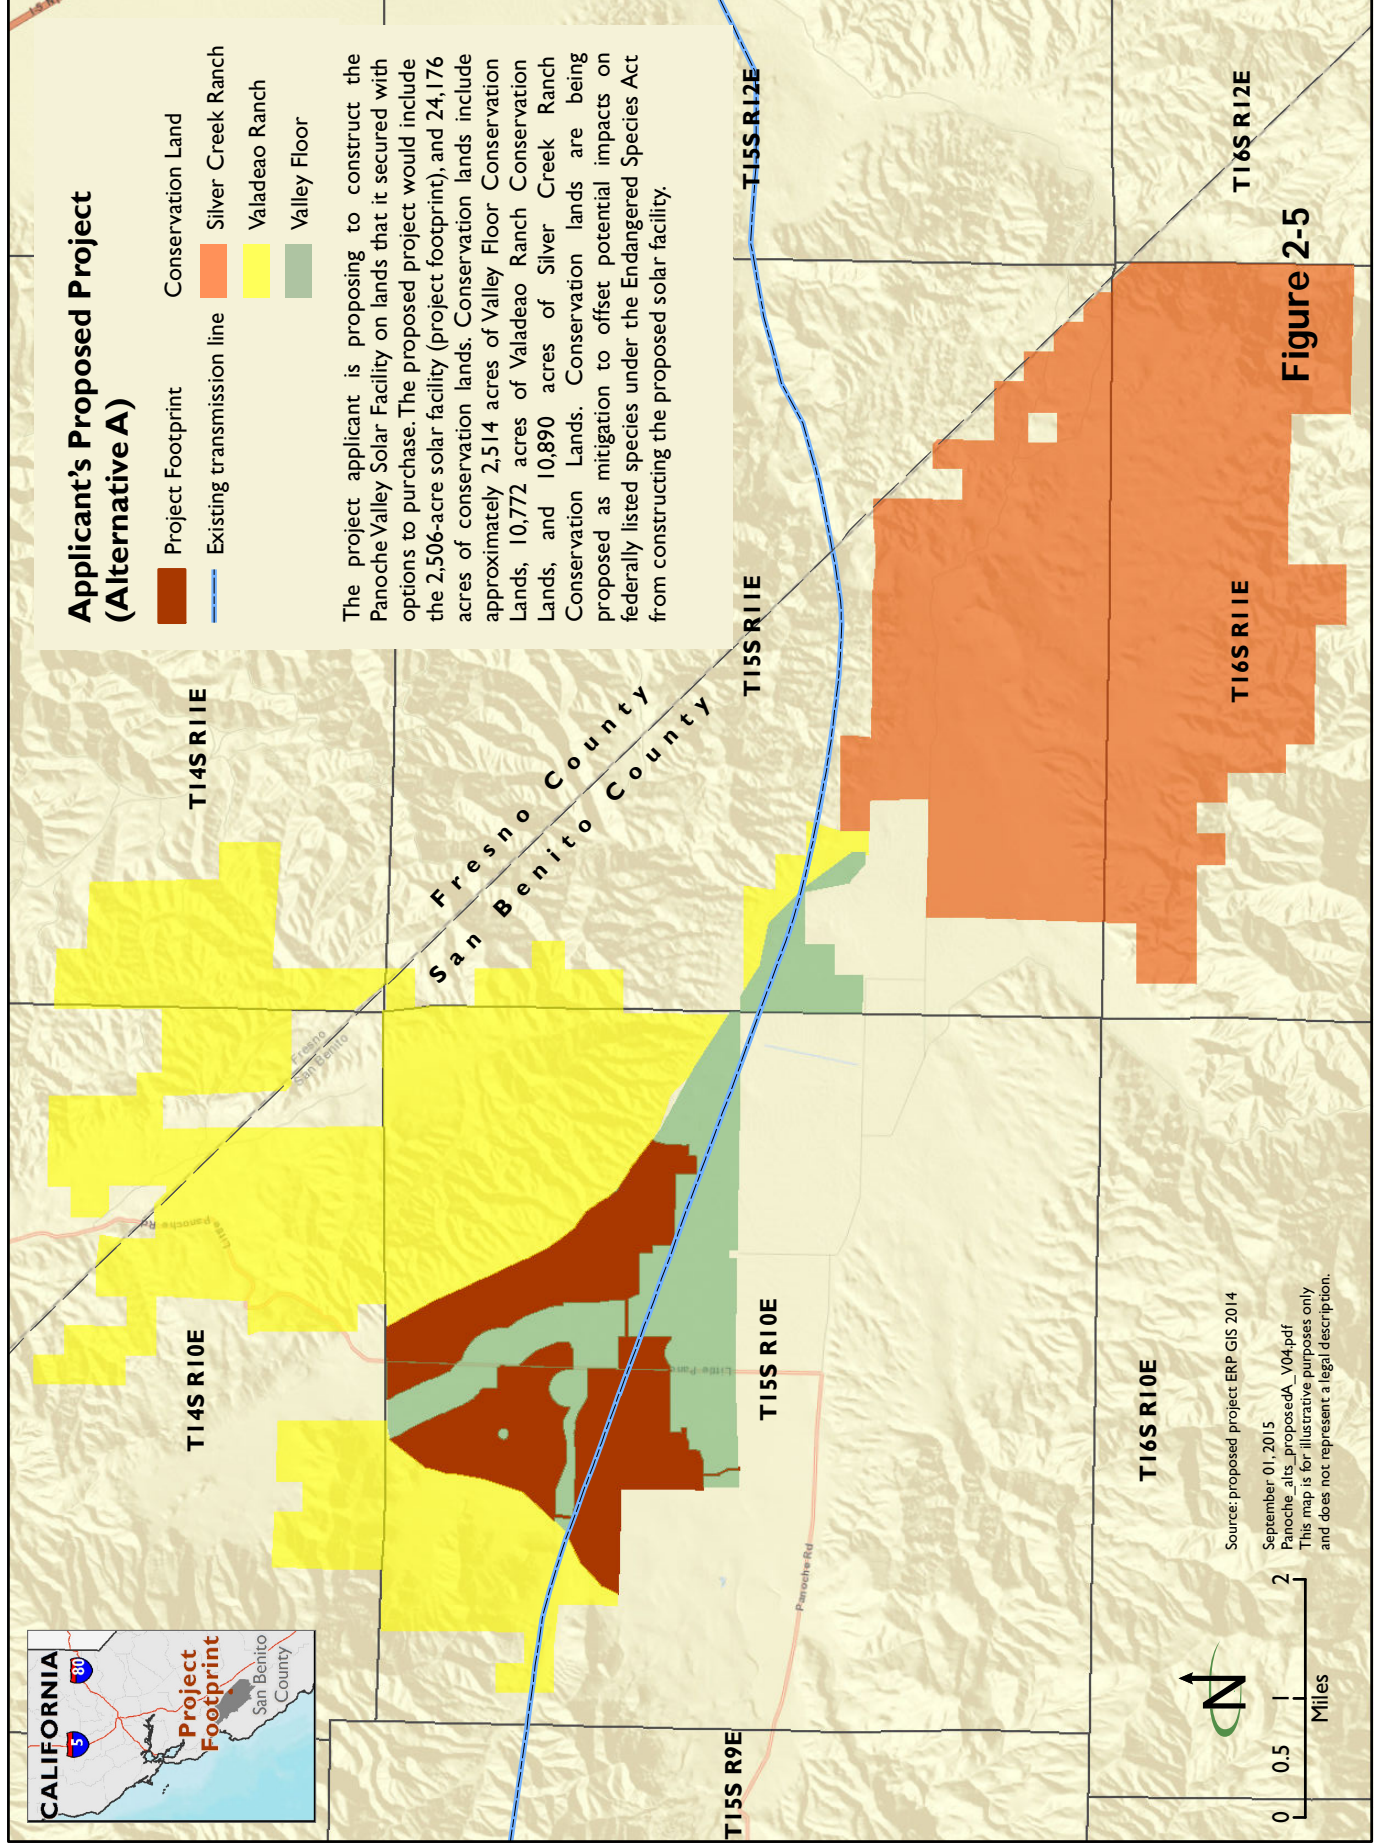 Applicant's Proposed Project
(Alternative A)
Project Footprint
Existing transmission line
Conservation Land
Silver Creek Ranch
Valadeao Ranch
Valley Floor
The project applicant is proposing to construct the
Panoche Valley Solar Facility on lands that it secured with
options to purchase. The proposed project would include
the 2,506-acre solar facility (project footprint), and 24,176
acres of conservation lands. Conservation lands include
approximately 2,514 acres of Valley Floor Conservation
Lands, 10,772 acres of Valadeao Ranch Conservation
Lands, and 10,890 acres of Silver Creek Ranch
Conservation Lands. Conservation lands are being
proposed as mitigation to offset potential impacts on
federally listed species under the Endangered Species Act
from constructing the proposed solar facility.
CALIFORNIA
5
80
Project
Footprint
San Benito
County
T14S R10E
T14S R11E
Fresno County
San Benito County
Fresno
San Benito
Little Panoche Rd
T15S R9E
T15S R10E
T15S R11E
T15S R12E
Little Pano
Panoche Rd
T16S R10E
T16S R11E
T16S R12E
Figure 2-5
N
0 0.5 1 2
Miles
Source: proposed project ERP GIS 2014
September 01, 2015
Panoche_alts_proposedA_V04.pdf
This map is for illustrative purposes only
and does not represent a legal description.